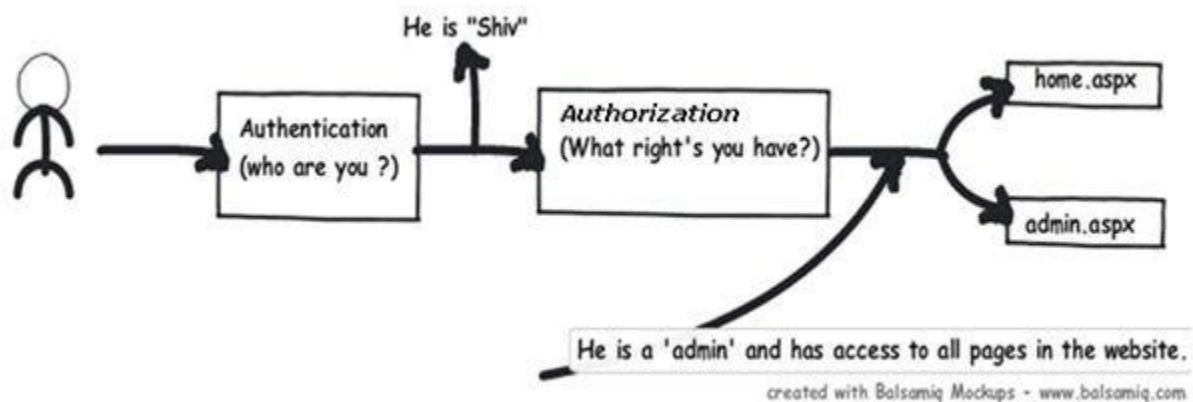 He is "Shiv"
Authentication
(who are you ?)
Authorization
(What right's you have?)
home.aspx
admin.aspx
He is a 'admin' and has access to all pages in the website.
created with Balsamiq Mockups - www.balsamiq.com